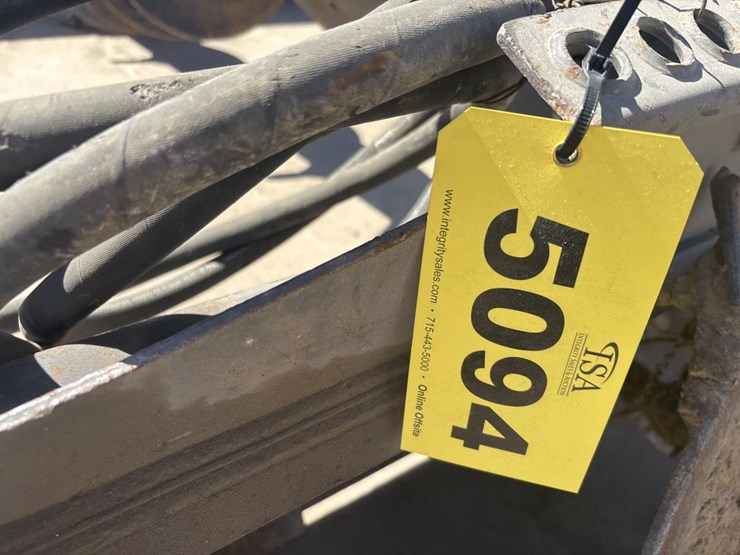 ISA
INTEGRITY SALES & AUCTION
5094
www.integritysales.com • 715-443-5000 • Online Offsite